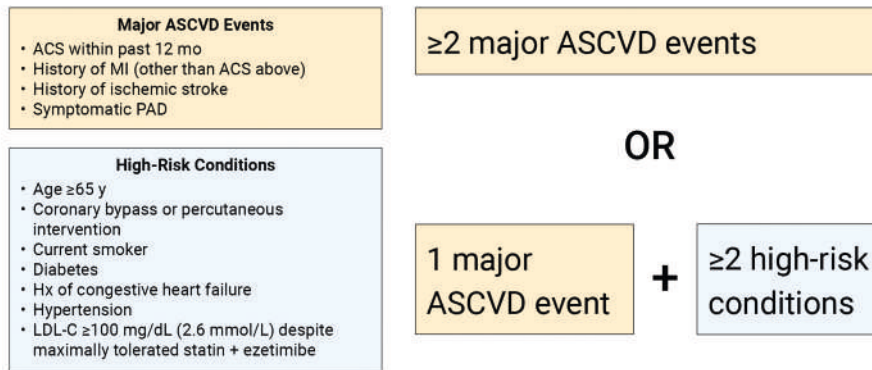 Major ASCVD Events
• ACS within past 12 mo
• History of MI (other than ACS above)
• History of ischemic stroke
• Symptomatic PAD
High-Risk Conditions
• Age ≥65 y
• Coronary bypass or percutaneous
intervention
• Current smoker
• Diabetes
• Hx of congestive heart failure
• Hypertension
• LDL-C ≥100 mg/dL (2.6 mmol/L) despite
maximally tolerated statin + ezetimibe
≥2 major ASCVD events
OR
1 major
ASCVD event
+
≥2 high-risk
conditions